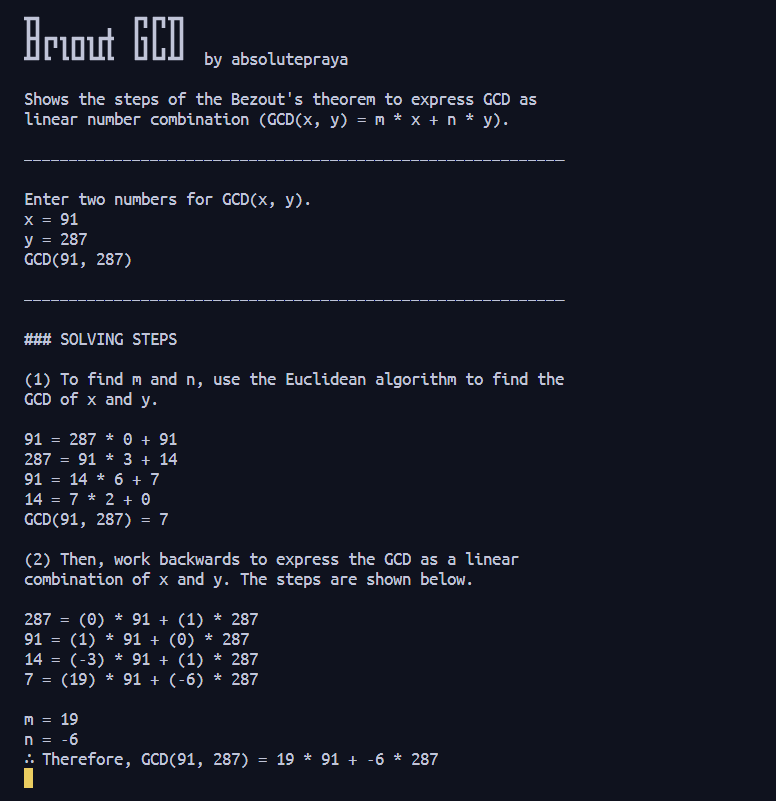 Briout GCD by absolutepraya
Shows the steps of the Bezout's theorem to express GCD as
linear number combination (GCD(x, y) = m * x + n * y).
____________________________________________________________
Enter two numbers for GCD(x, y).
x = 91
y = 287
GCD(91, 287)
____________________________________________________________
### SOLVING STEPS
(1) To find m and n, use the Euclidean algorithm to find the
GCD of x and y.
91 = 287 * 0 + 91
287 = 91 * 3 + 14
91 = 14 * 6 + 7
14 = 7 * 2 + 0
GCD(91, 287) = 7
(2) Then, work backwards to express the GCD as a linear
combination of x and y. The steps are shown below.
287 = (0) * 91 + (1) * 287
91 = (1) * 91 + (0) * 287
14 = (-3) * 91 + (1) * 287
7 = (19) * 91 + (-6) * 287
m = 19
n = -6
∴ Therefore, GCD(91, 287) = 19 * 91 + -6 * 287